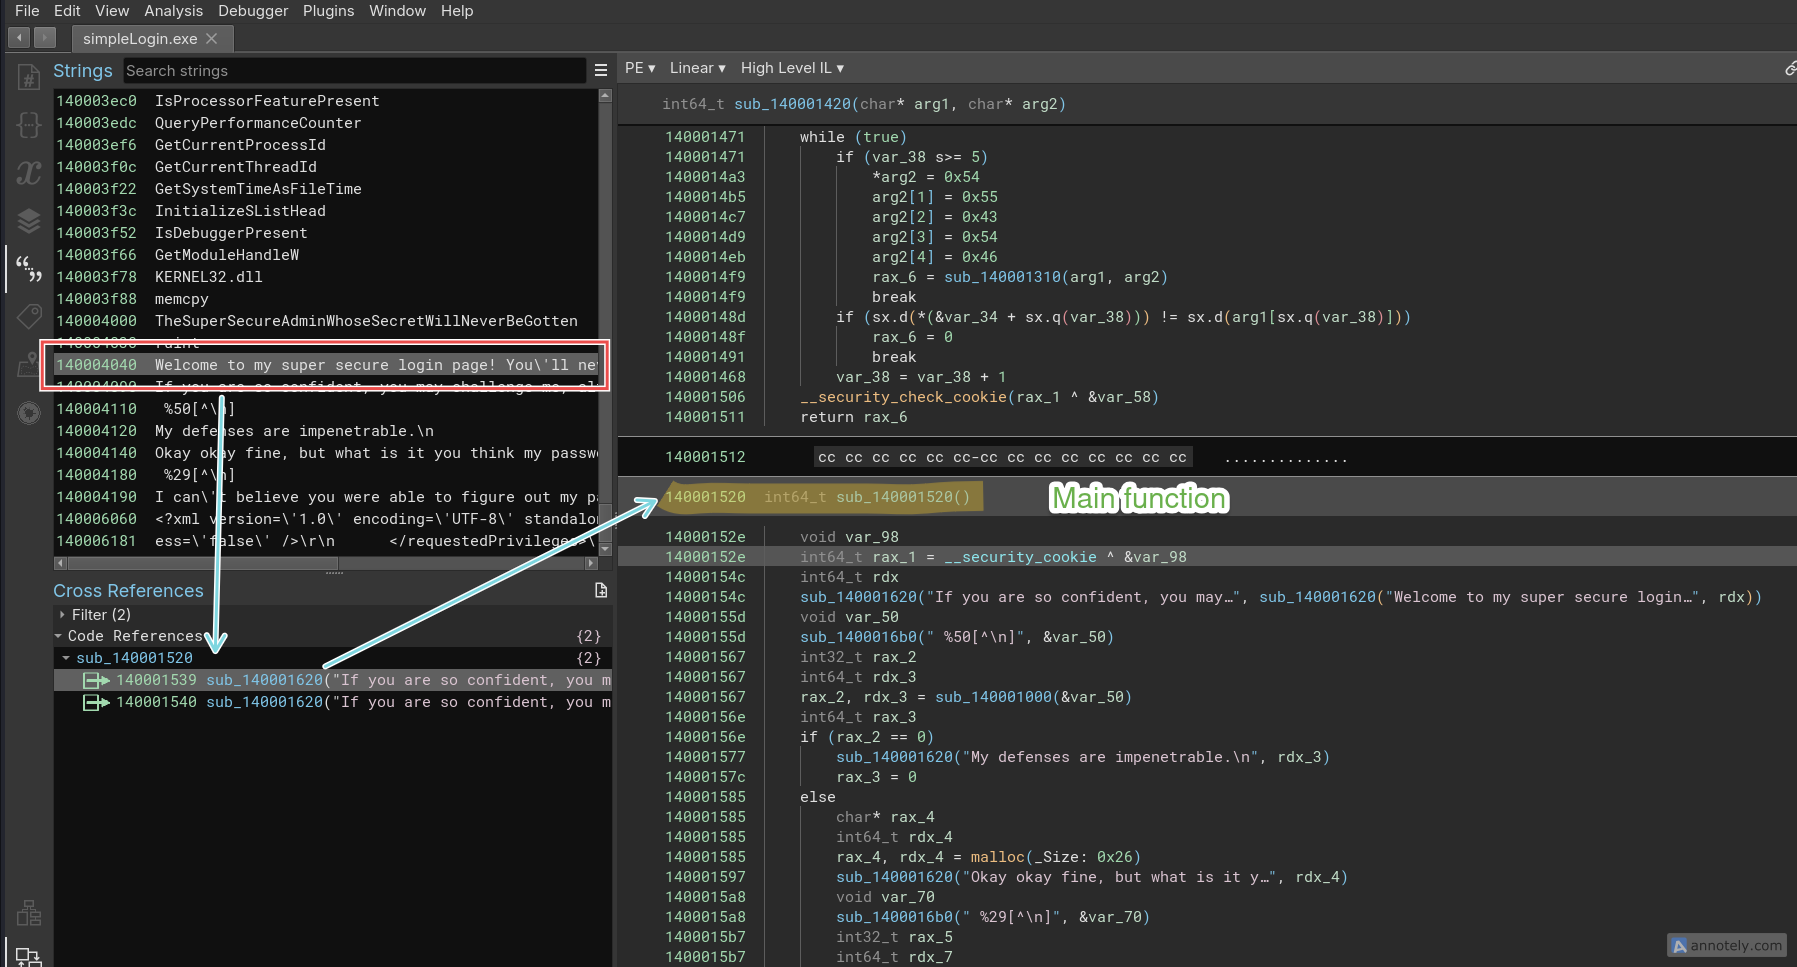 File Edit View Analysis Debugger Plugins Window Help
simpleLogin.exe
Strings Search strings
140003ec0 IsProcessorFeaturePresent
140003edc QueryPerformanceCounter
140003ef6 GetCurrentProcessId
140003f0c GetCurrentThreadId
140003f22 GetSystemTimeAsFileTime
140003f3c InitializeSListHead
140003f52 IsDebuggerPresent
140003f66 GetModuleHandleW
140003f78 KERNEL32.dll
140003f88 memcpy
140004000 TheSuperSecureAdminWhoseSecretWillNeverBeGotten
140004040 Welcome to my super secure login page! You\'ll ne
If you are so confident, you may challenge me,
140004110 %50[^\n]
140004120 My defenses are impenetrable.\n
140004140 Okay okay fine, but what is it you think my passw
140004180 %29[^\n]
140004190 I can\'t believe you were able to figure out my p
140006060 <?xml version=\'1.0\' encoding=\'UTF-8\' standalon
140006181 ess=\'false\' />\r\n </requestedPrivileges>\
Cross References
Filter (2)
Code References {2}
sub_140001520 {2}
140001539 sub_140001620("If you are so confident, you m
140001540 sub_140001620("If you are so confident, you m
PE ▾ Linear ▾ High Level IL ▾
int64_t sub_140001420(char* arg1, char* arg2)
140001471 while (true)
140001471 if (var_38 s>= 5)
1400014a3 *arg2 = 0x54
1400014b5 arg2[1] = 0x55
1400014c7 arg2[2] = 0x43
1400014d9 arg2[3] = 0x54
1400014eb arg2[4] = 0x46
1400014f9 rax_6 = sub_140001310(arg1, arg2)
1400014f9 break
14000148d if (sx.d(*(&var_34 + sx.q(var_38))) != sx.d(arg1[sx.q(var_38)]))
14000148f rax_6 = 0
140001491 break
140001468 var_38 = var_38 + 1
140001506 __security_check_cookie(rax_1 ^ &var_58)
140001511 return rax_6
140001512 cc cc cc cc cc cc-cc cc cc cc cc cc cc cc ..............
140001520 int64_t sub_140001520() Main function
14000152e void var_98
14000152e int64_t rax_1 = __security_cookie ^ &var_98
14000154c int64_t rdx
14000154c sub_140001620("If you are so confident, you may…", sub_140001620("Welcome to my super secure login…", rdx))
14000155d void var_50
14000155d sub_1400016b0(" %50[^\n]", &var_50)
140001567 int32_t rax_2
140001567 int64_t rdx_3
140001567 rax_2, rdx_3 = sub_140001000(&var_50)
14000156e int64_t rax_3
14000156e if (rax_2 == 0)
140001577 sub_140001620("My defenses are impenetrable.\n", rdx_3)
14000157c rax_3 = 0
140001585 else
140001585 char* rax_4
140001585 int64_t rdx_4
140001585 rax_4, rdx_4 = malloc(_Size: 0x26)
140001597 sub_140001620("Okay okay fine, but what is it y…", rdx_4)
1400015a8 void var_70
1400015a8 sub_1400016b0(" %29[^\n]", &var_70)
1400015b7 int32_t rax_5
1400015b7 int64_t rdx_7
annotely.com